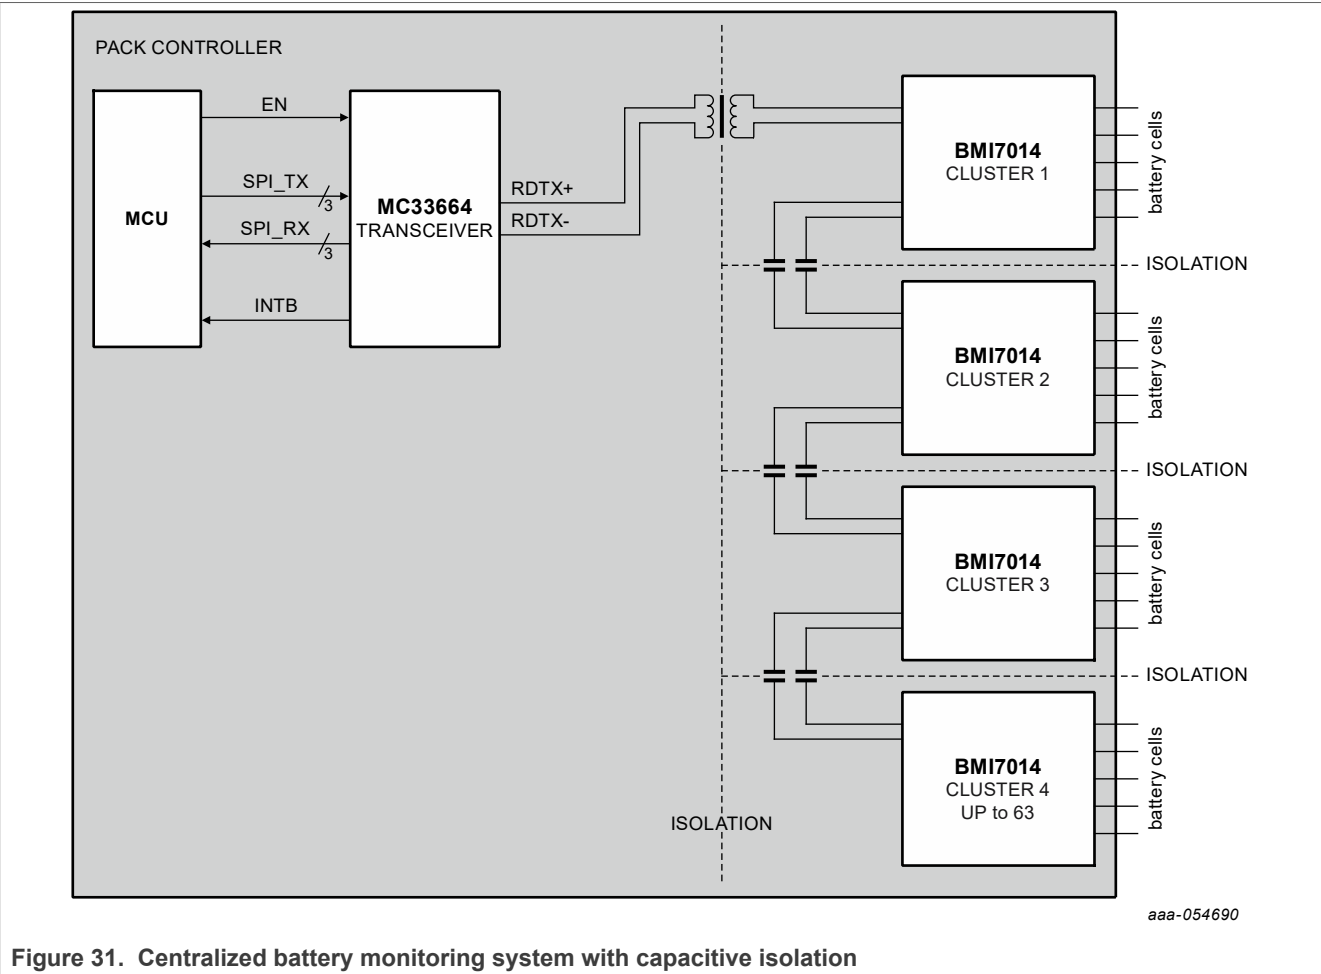 PACK CONTROLLER
MCU
EN
SPI_TX
3
SPI_RX
3
INTB
MC33664
TRANSCEIVER
RDTX+
RDTX-
BMI7014
CLUSTER 1
battery cells
ISOLATION
BMI7014
CLUSTER 2
battery cells
ISOLATION
BMI7014
CLUSTER 3
battery cells
ISOLATION
BMI7014
CLUSTER 4
UP to 63
battery cells
ISOLATION
aaa-054690
Figure 31. Centralized battery monitoring system with capacitive isolation